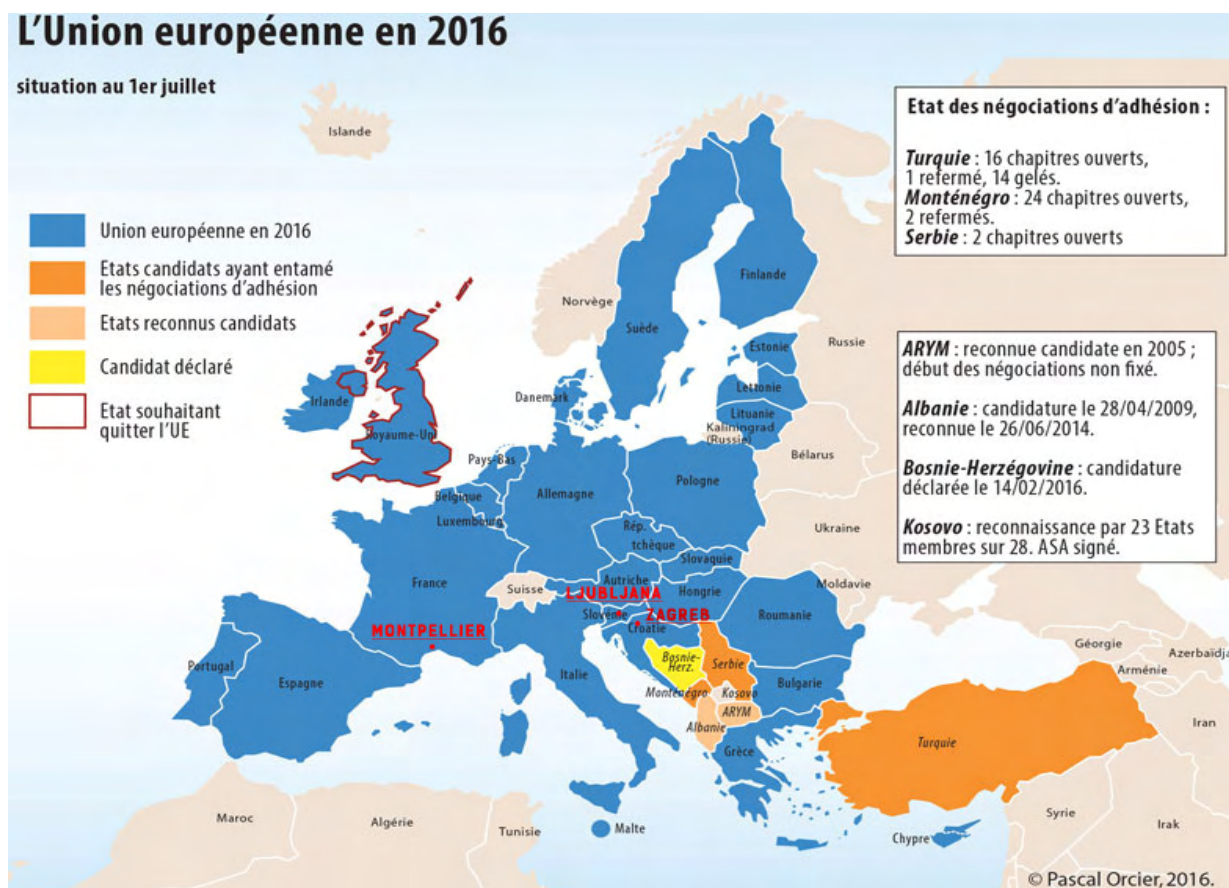 L'Union européenne en 2016
situation au 1er juillet
Etat des négociations d'adhésion :
Turquie : 16 chapitres ouverts,
1 refermé, 14 gelés.
Monténégro : 24 chapitres ouverts,
2 refermés.
Serbie : 2 chapitres ouverts
Union européenne en 2016
Etats candidats ayant entamé
les négociations d'adhésion
Etats reconnus candidats
Candidat déclaré
Etat souhaitant
quitter l'UE
ARYM : reconnue candidate en 2005 ;
début des négociations non fixé.
Albanie : candidature le 28/04/2009,
reconnue le 26/06/2014.
Bosnie-Herzégovine : candidature
déclarée le 14/02/2016.
Kosovo : reconnaissance par 23 Etats
membres sur 28. ASA signé.
Islande
Norvège
Suède
Finlande
Russie
Estonie
Lettonie
Lituanie
Kaliningrad
(Russie)
Danemark
Irlande
Royaume-Uni
Pays-Bas
Belgique
Luxembourg
Allemagne
Pologne
Bélarus
Ukraine
Rép.
tchèque
Slovaquie
France
Suisse
Autriche
Hongrie
Moldavie
Roumanie
LJUBLJANA
Slovénie
ZAGREB
Croatie
MONTPELLIER
Portugal
Espagne
Italie
Bosnie-
Herz.
Serbie
Monténégro
Kosovo
Bulgarie
ARYM
Albanie
Grèce
Turquie
Géorgie
Azerbaïdja
Arménie
Iran
Maroc
Algérie
Tunisie
Malte
Chypre
Syrie
Irak
© Pascal Orcier, 2016.